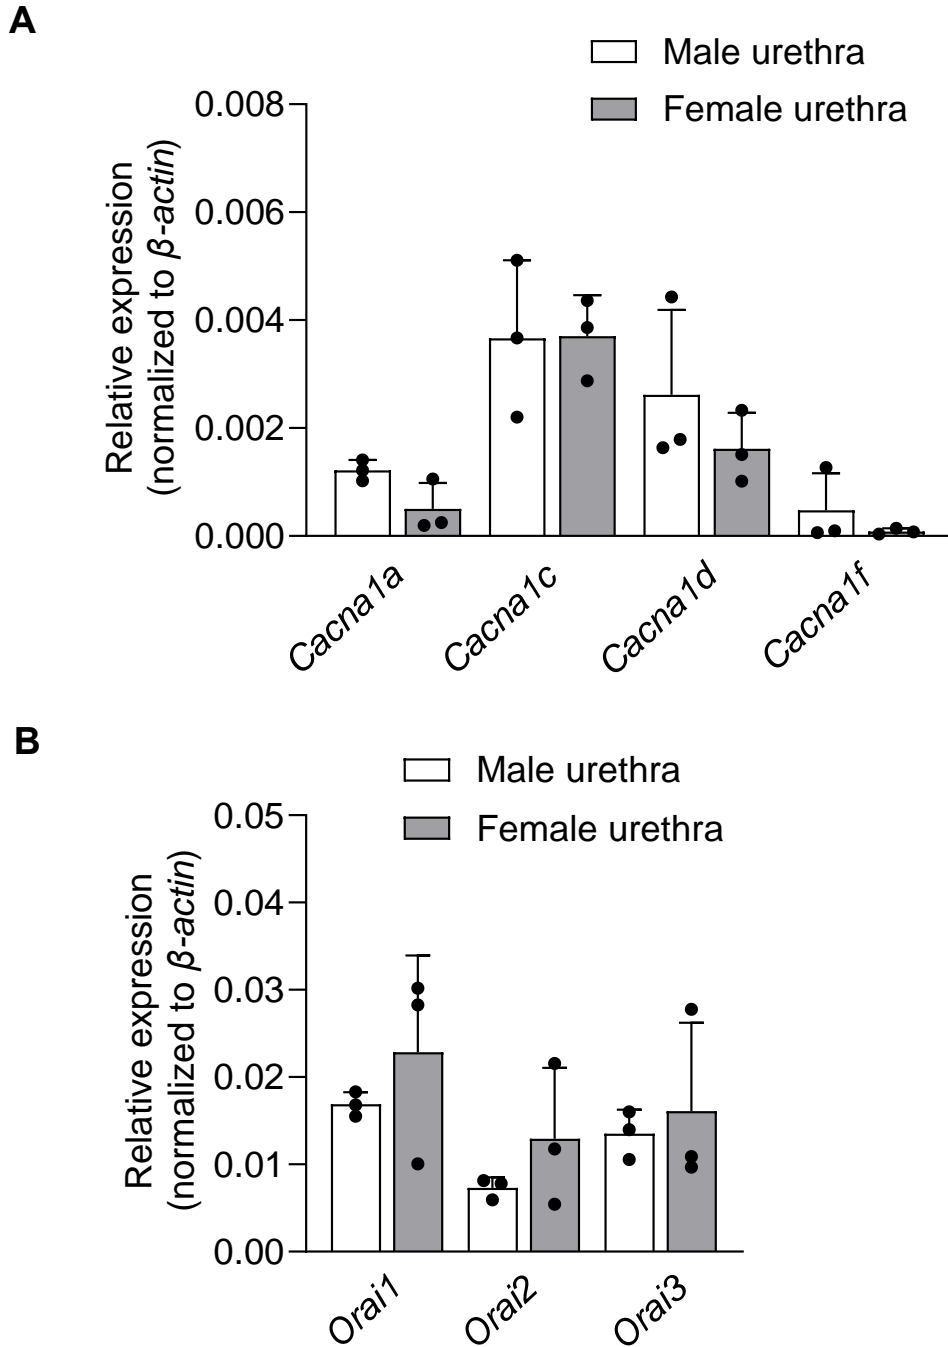 A
Male urethra
Female urethra
Relative expression
(normalized to β-actin)
0.008
0.006
0.004
0.002
0.000
Cacna1a
Cacna1c
Cacna1d
Cacna1f
B
Male urethra
Female urethra
Relative expression
(normalized to β-actin)
0.05
0.04
0.03
0.02
0.01
0.00
Orai1
Orai2
Orai3